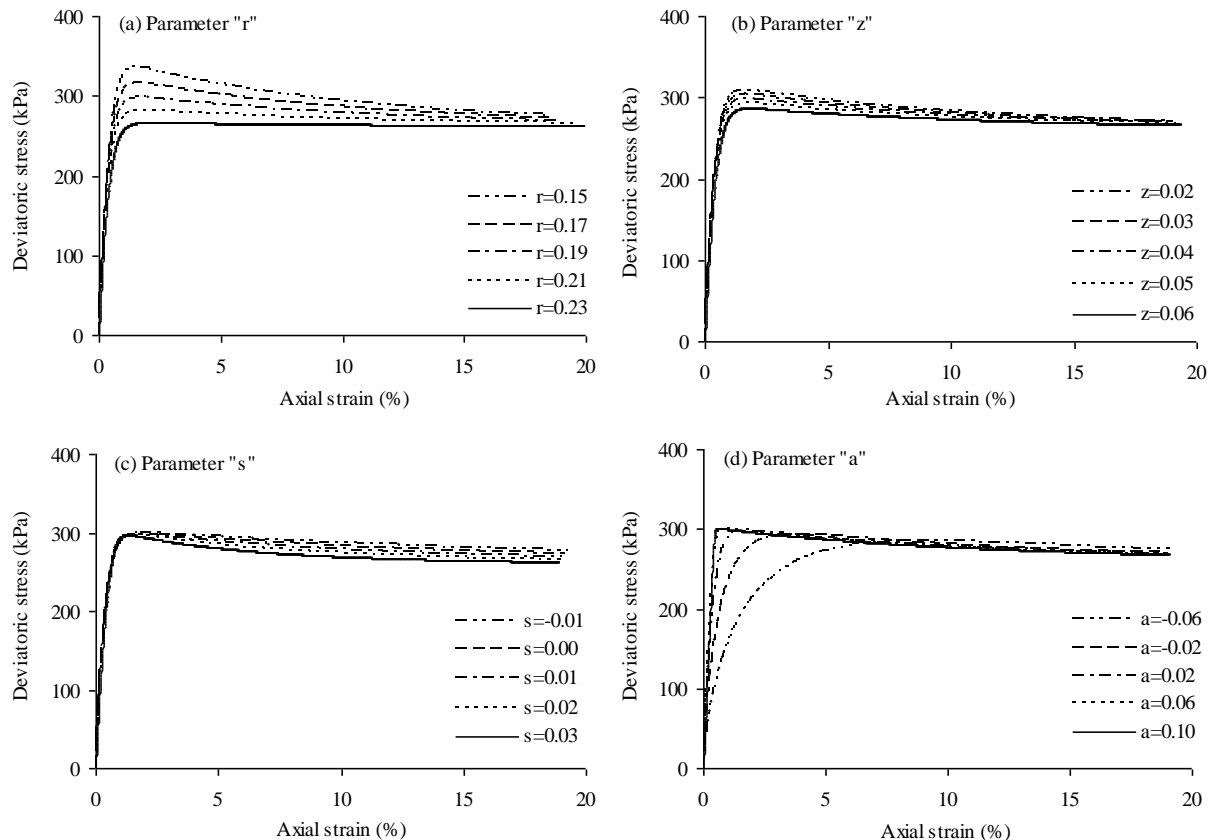 (a) Parameter "r"
400
300
200
100
0
Deviatoric stress (kPa)
r=0.15
r=0.17
r=0.19
r=0.21
r=0.23
0 5 10 15 20
Axial strain (%)
(b) Parameter "z"
400
300
200
100
0
Deviatoric stress (kPa)
z=0.02
z=0.03
z=0.04
z=0.05
z=0.06
0 5 10 15 20
Axial strain (%)
(c) Parameter "s"
400
300
200
100
0
Deviatoric stress (kPa)
s=-0.01
s=0.00
s=0.01
s=0.02
s=0.03
0 5 10 15 20
Axial strain (%)
(d) Parameter "a"
400
300
200
100
0
Deviatoric stress (kPa)
a=-0.06
a=-0.02
a=0.02
a=0.06
a=0.10
0 5 10 15 20
Axial strain (%)